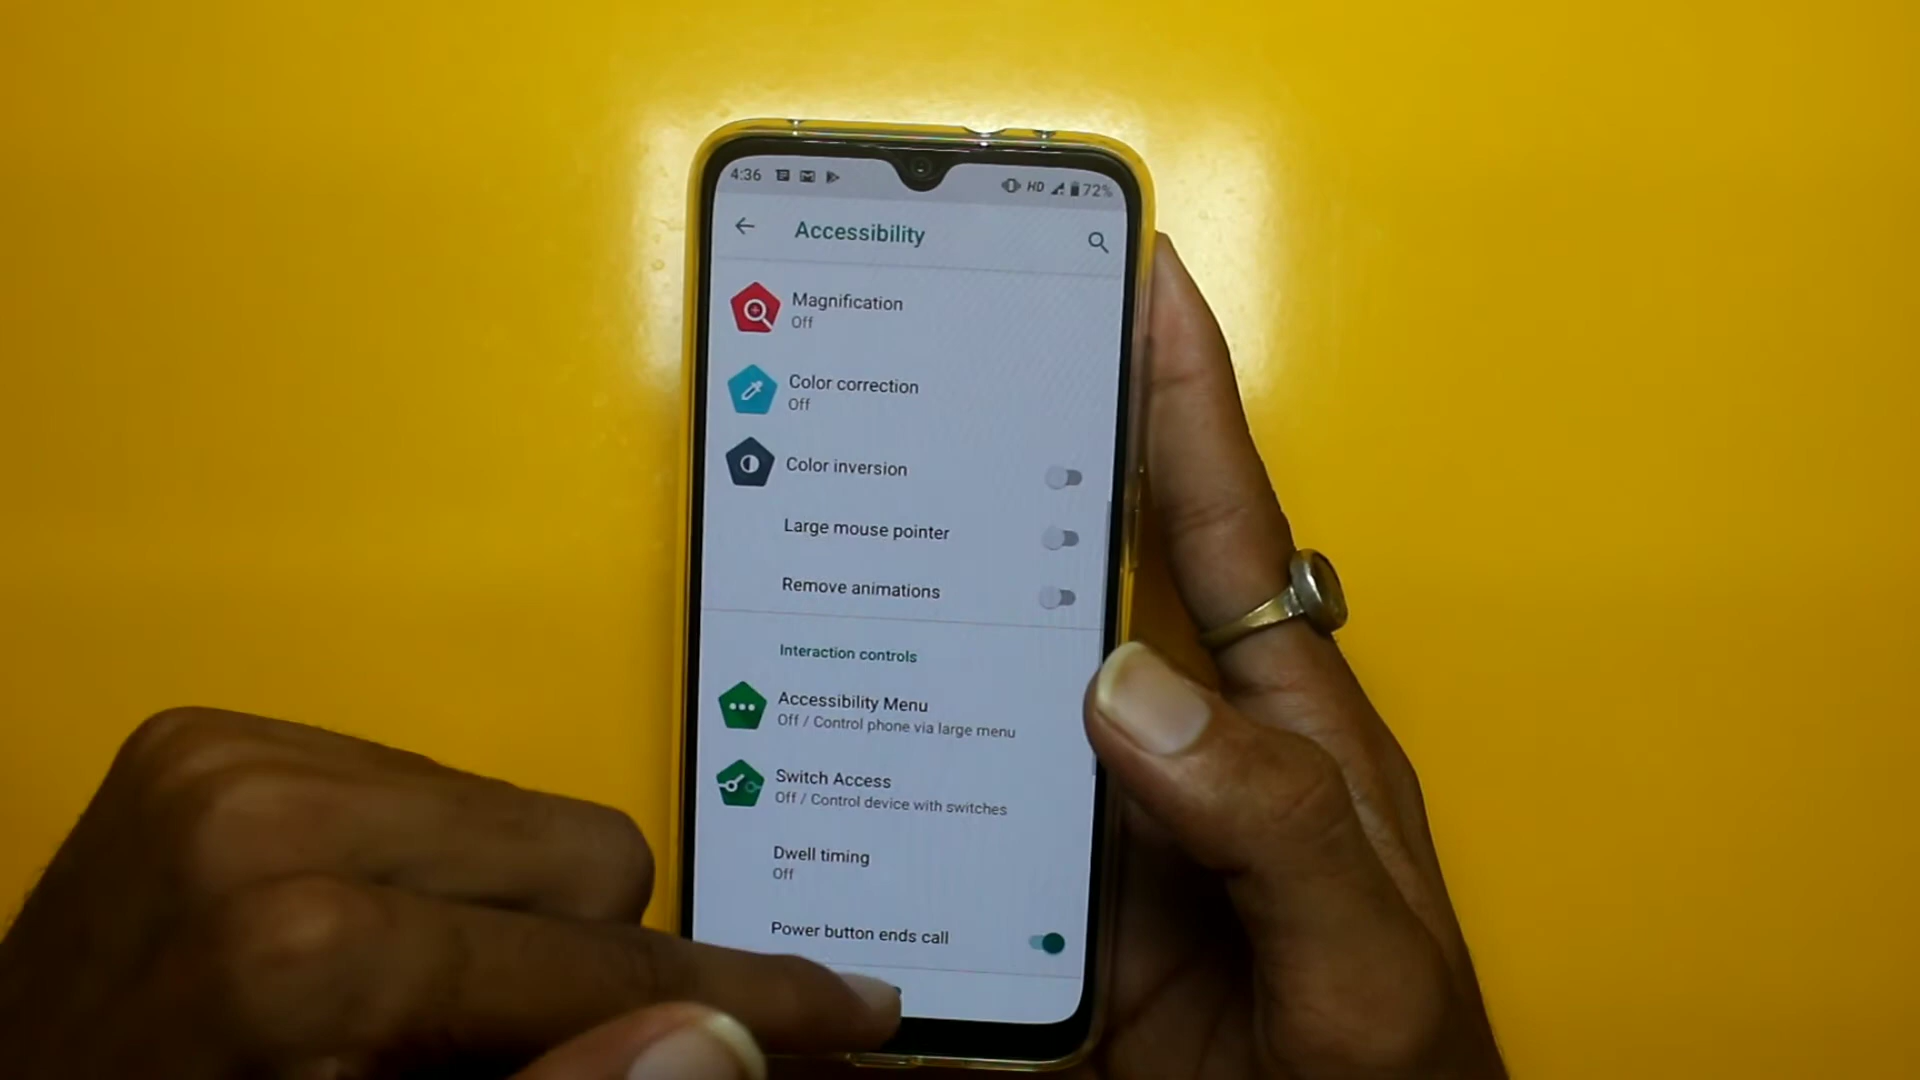 4:36 HD 72%
Accessibility
Magnification
Off
Color correction
Off
Color inversion
Large mouse pointer
Remove animations
Interaction controls
Accessibility Menu
Off / Control phone via large menu
Switch Access
Off / Control device with switches
Dwell timing
Off
Power button ends call